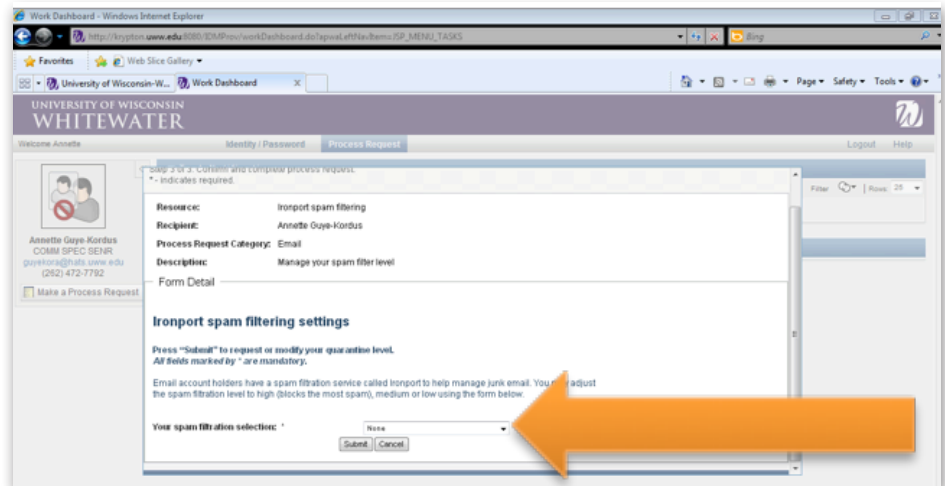 Work Dashboard - Windows Internet Explorer
http://krypton.uww.edu:8080/IDMProv/workDashboard.do?apwaLeftNavItem=JSP_MENU_TASKS
Bing
Favorites Web Slice Gallery
University of Wisconsin-W... Work Dashboard x
Page Safety Tools
UNIVERSITY OF WISCONSIN
WHITEWATER
W
Welcome Annette Identity / Password Process Request Logout Help
Step 3 of 3: Confirm and complete process request.
* - indicates required.
Filter Rows: 25
Resource: Ironport spam filtering
Recipient: Annette Guye-Kordus
Process Request Category: Email
Description: Manage your spam filter level
Annette Guye-Kordus
COMM SPEC SENR
guyekora@hats.uww.edu
(262) 472-7792
Make a Process Request
Form Detail
Ironport spam filtering settings
Press "Submit" to request or modify your quarantine level.
All fields marked by * are mandatory.
Email account holders have a spam filtration service called Ironport to help manage junk email. You adjust
the spam filtration level to high (blocks the most spam), medium or low using the form below.
Your spam filtration selection: * None
Submit Cancel